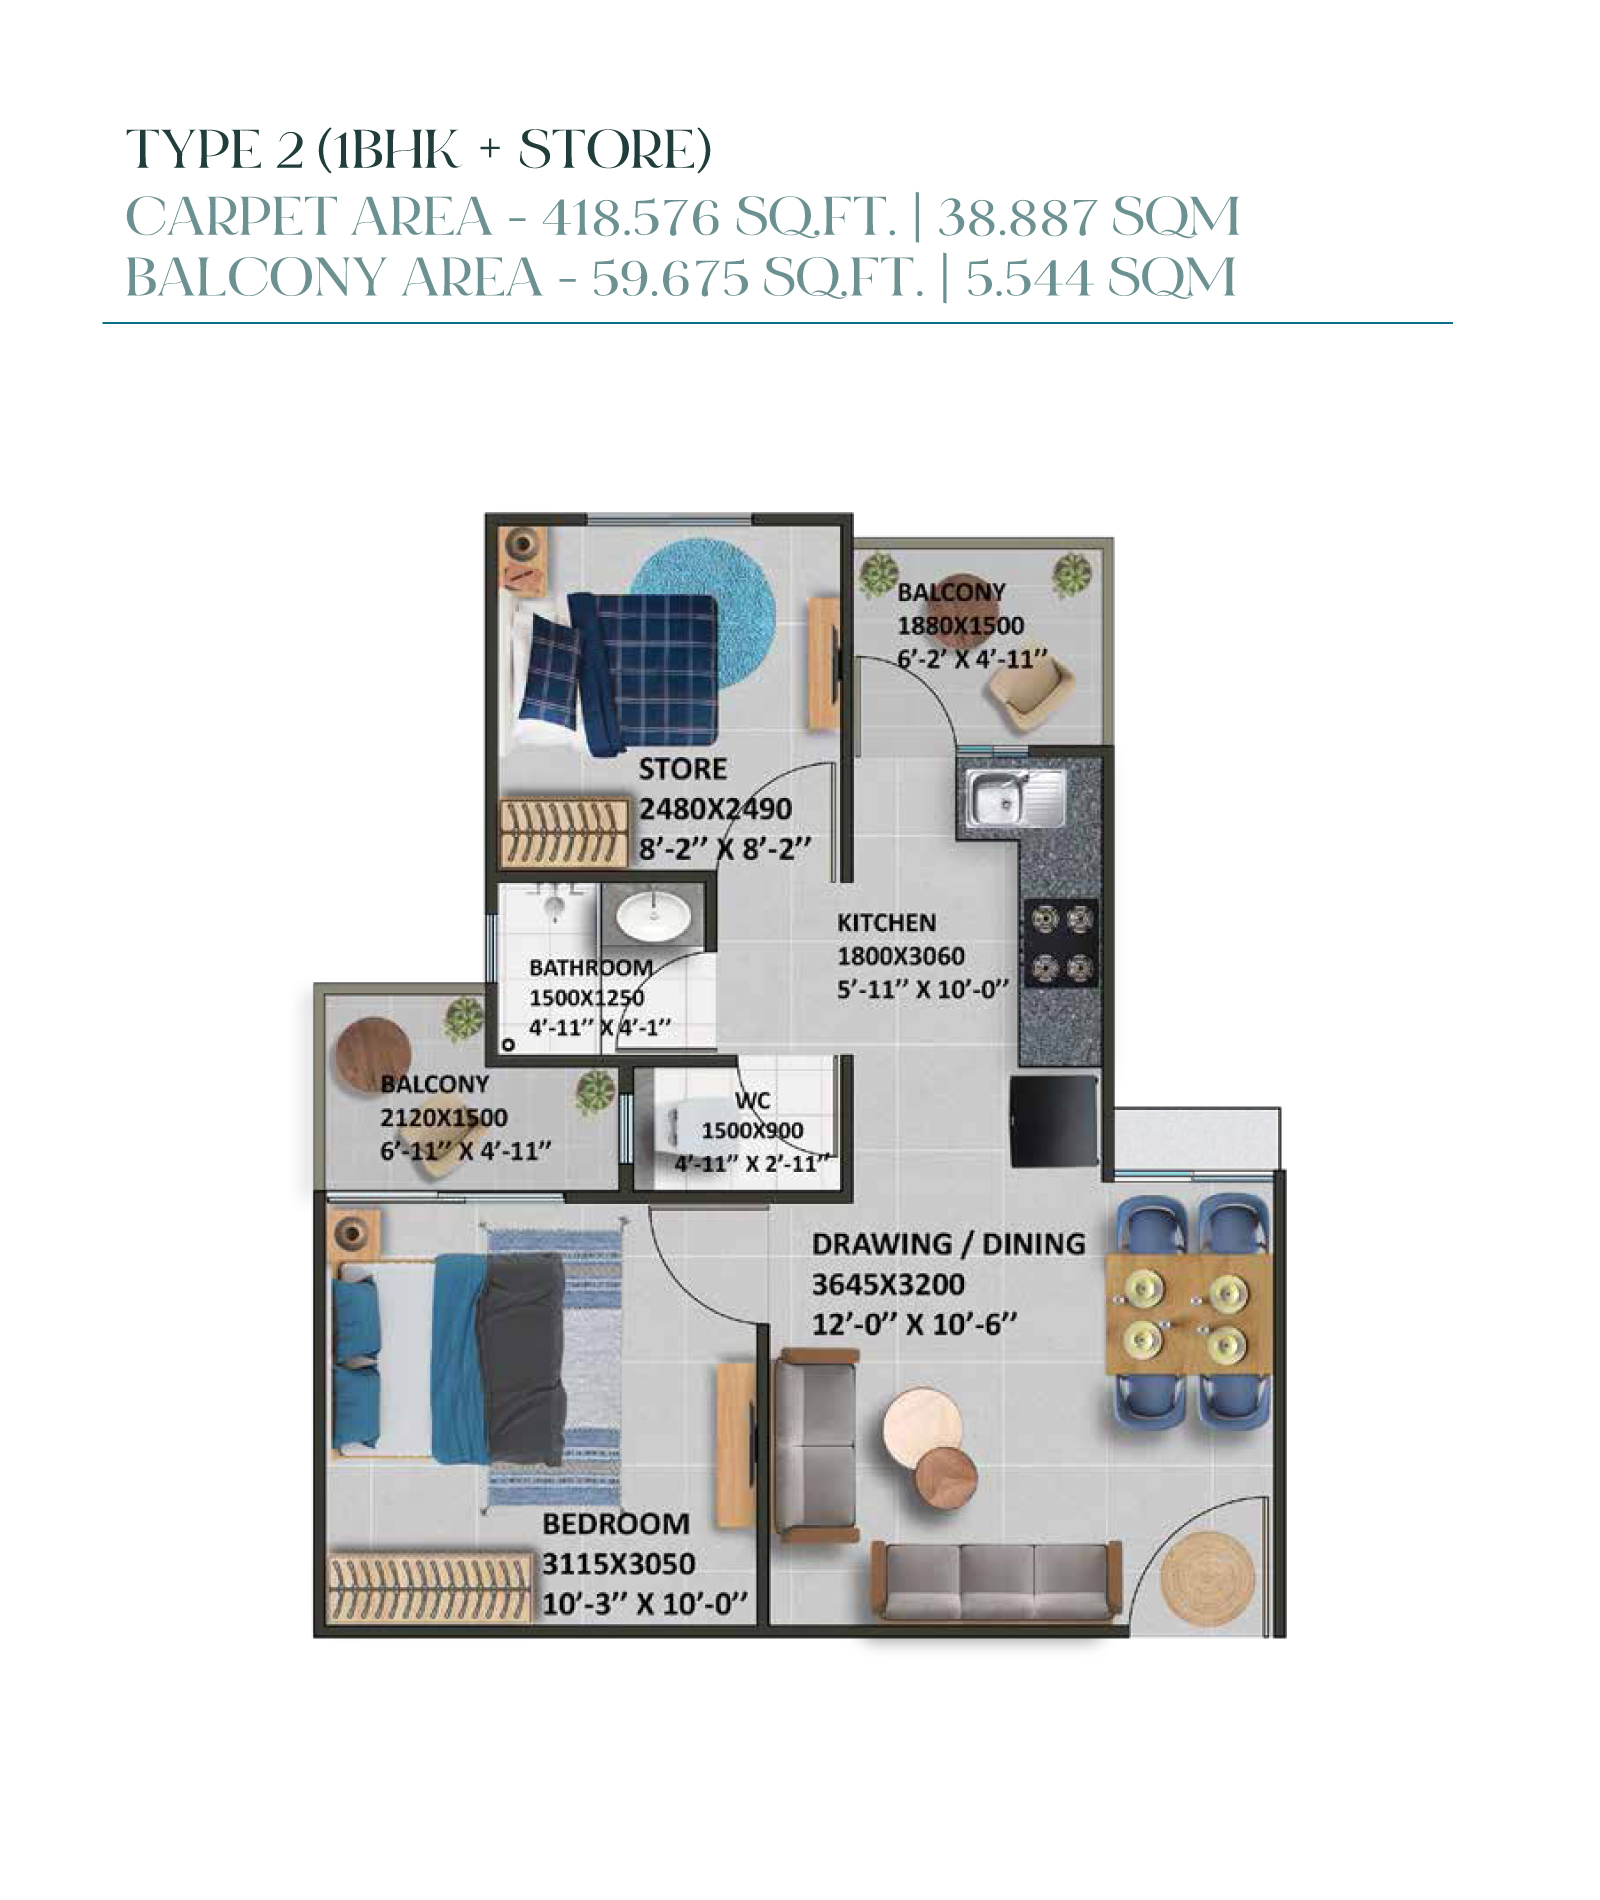 TYPE 2 (1BHK + STORE)
CARPET AREA - 418.576 SQ.FT. | 38.887 SQM
BALCONY AREA - 59.675 SQ.FT. | 5.544 SQM
BALCONY
1880X1500
6'-2' X 4'-11''
STORE
2480X2490
8'-2'' X 8'-2''
KITCHEN
1800X3060
5'-11'' X 10'-0''
BATHROOM
1500X1250
4'-11'' X 4'-1''
BALCONY
2120X1500
6'-11'' X 4'-11''
WC
1500X900
4'-11'' X 2'-11''
DRAWING / DINING
3645X3200
12'-0'' X 10'-6''
BEDROOM
3115X3050
10'-3'' X 10'-0''